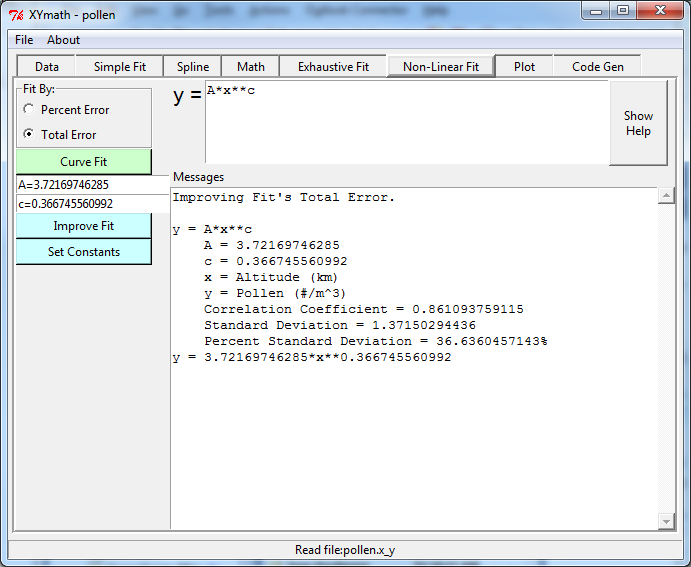 XYmath - pollen
File About
Data Simple Fit Spline Math Exhaustive Fit Non-Linear Fit Plot Code Gen
Fit By:
Percent Error
Total Error
Curve Fit
A=3.72169746285
c=0.366745560992
Improve Fit
Set Constants
y = A*x**c
Show
Help
Messages
Improving Fit's Total Error.
y = A*x**c
A = 3.72169746285
c = 0.366745560992
x = Altitude (km)
y = Pollen (#/m^3)
Correlation Coefficient = 0.861093759115
Standard Deviation = 1.37150294436
Percent Standard Deviation = 36.6360457143%
y = 3.72169746285*x**0.366745560992
Read file:pollen.x_y